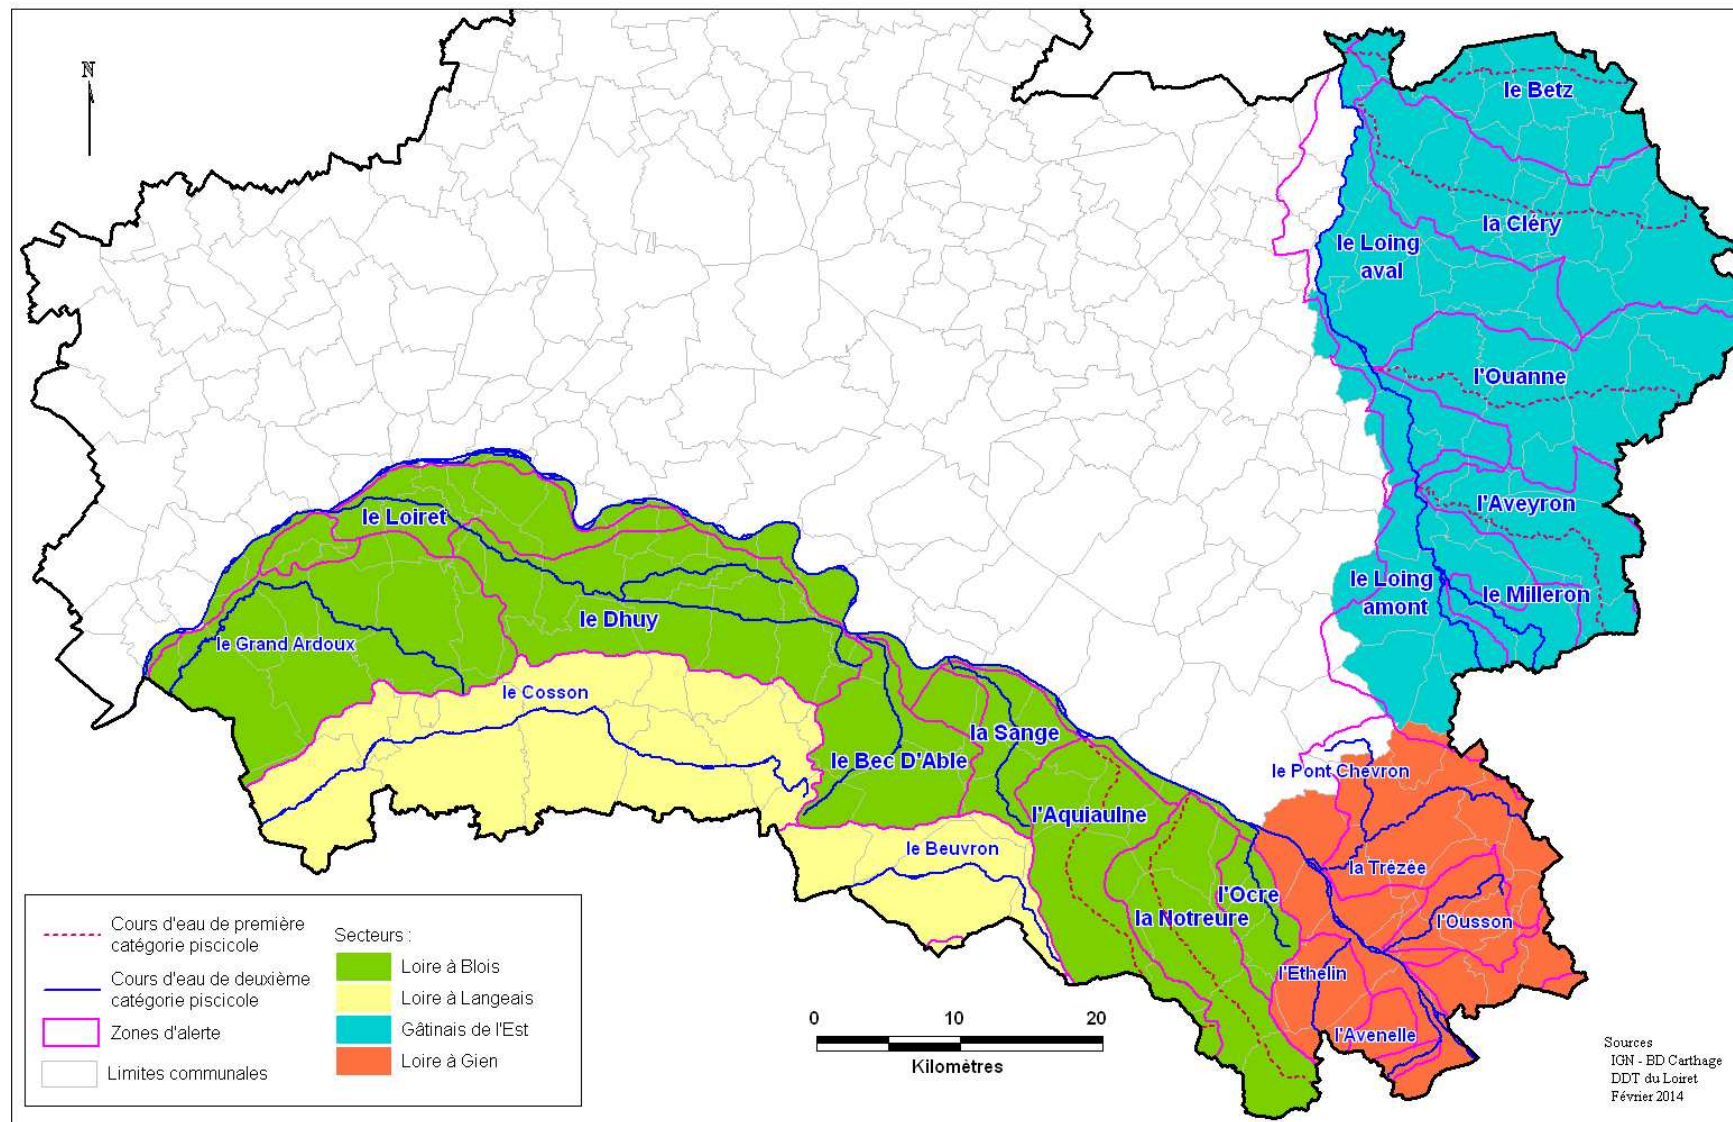 N
le Betz
la Cléry
le Loing
aval
l'Ouanne
l'Aveyron
le Loing
amont
le Milleron
le Loiret
le Dhuy
le Grand Ardoux
le Cosson
la Sange
le Bec D'Able
le Pont Chevron
l'Aquiaulne
le Beuvron
la Trézée
l'Ocre
la Notreure
l'Ousson
l'Ethelin
l'Avenelle
Cours d'eau de première
catégorie piscicole
Cours d'eau de deuxième
catégorie piscicole
Zones d'alerte
Limites communales
Secteurs :
Loire à Blois
Loire à Langeais
Gâtinais de l'Est
Loire à Gien
0 10 20
Kilomètres
Sources
IGN - BD Carthage
DDT du Loiret
Février 2014